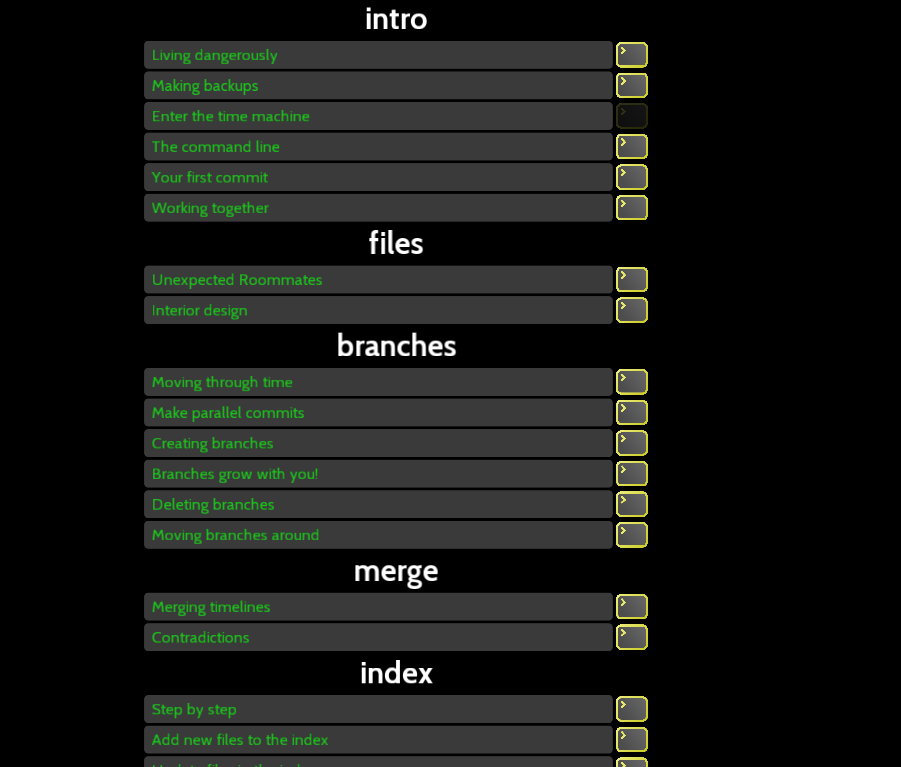 intro
Living dangerously
Making backups
Enter the time machine
The command line
Your first commit
Working together
files
Unexpected Roommates
Interior design
branches
Moving through time
Make parallel commits
Creating branches
Branches grow with you!
Deleting branches
Moving branches around
merge
Merging timelines
Contradictions
index
Step by step
Add new files to the index